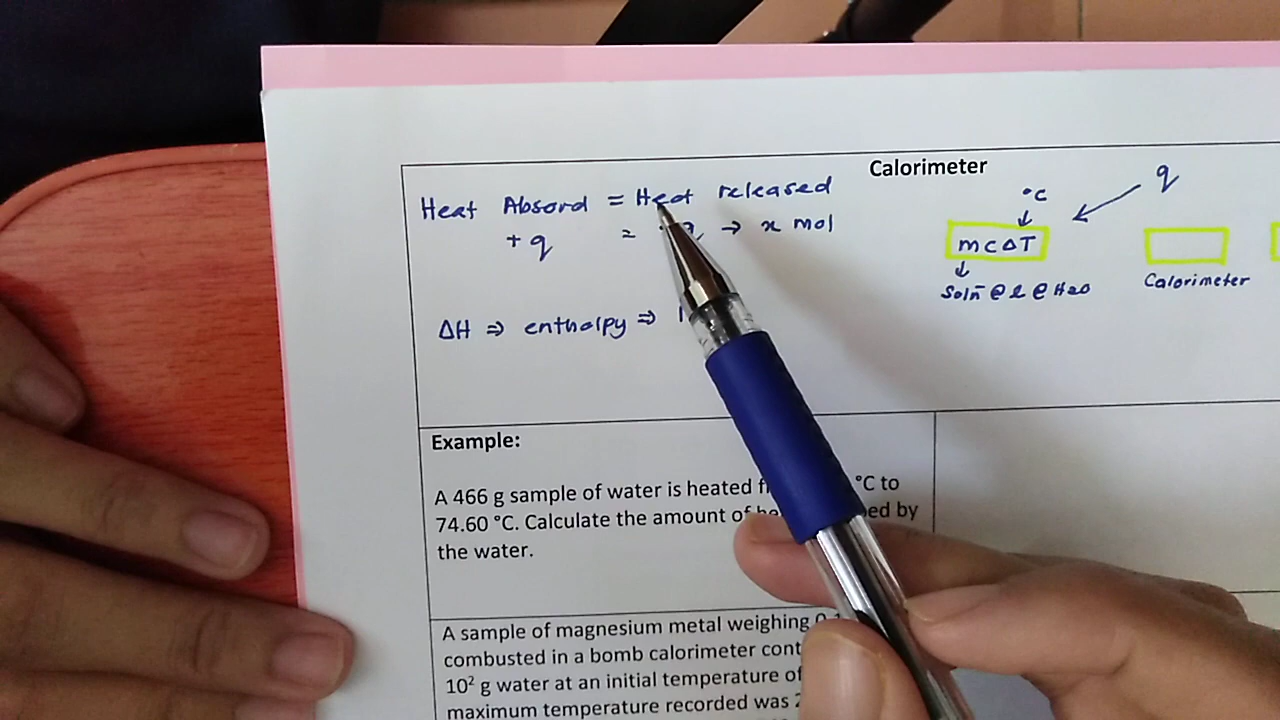 Calorimeter
Heat Absord = Heat released
+q = q → x mol
ΔH ⇒ enthalpy ⇒ 1
q
°C
mcΔT
Soln @ l @ H2O
Calorimeter
Example:
A 466 g sample of water is heated °C to
74.60 °C. Calculate the amount of by
the water.
A sample of magnesium metal weighing
combusted in a bomb calorimeter
10² g water at an initial temperature of
maximum temperature recorded was